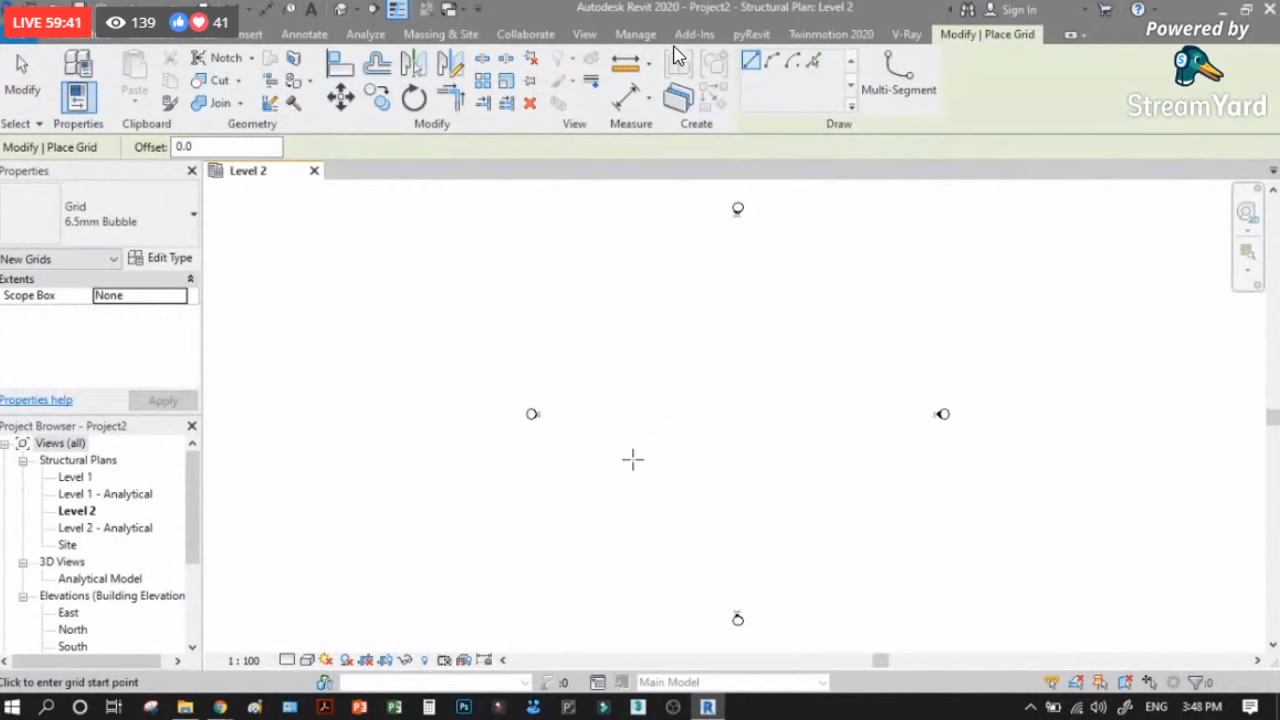 LIVE 59:41
139
41
Autodesk Revit 2020 - Project2 - Structural Plan: Level 2
Sign In
Powered by
StreamYard
Annotate
Analyze
Massing & Site
Collaborate
View
Manage
Add-Ins
pyRevit
Twinmotion 2020
V-Ray
Modify | Place Grid
Modify
Paste
Notch
Cut
Join
Multi-Segment
Select
Properties
Clipboard
Geometry
Modify
View
Measure
Create
Draw
Modify | Place Grid
Offset: 0.0
Properties
Level 2
Grid
6.5mm Bubble
New Grids
Edit Type
Extents
Scope Box
None
Properties help
Apply
Project Browser - Project2
Views (all)
Structural Plans
Level 1
Level 1 - Analytical
Level 2
Level 2 - Analytical
Site
3D Views
Analytical Model
Elevations (Building Elevation
East
North
South
1 : 100
Click to enter grid start point
:0
Main Model
:0
ENG
3:48 PM